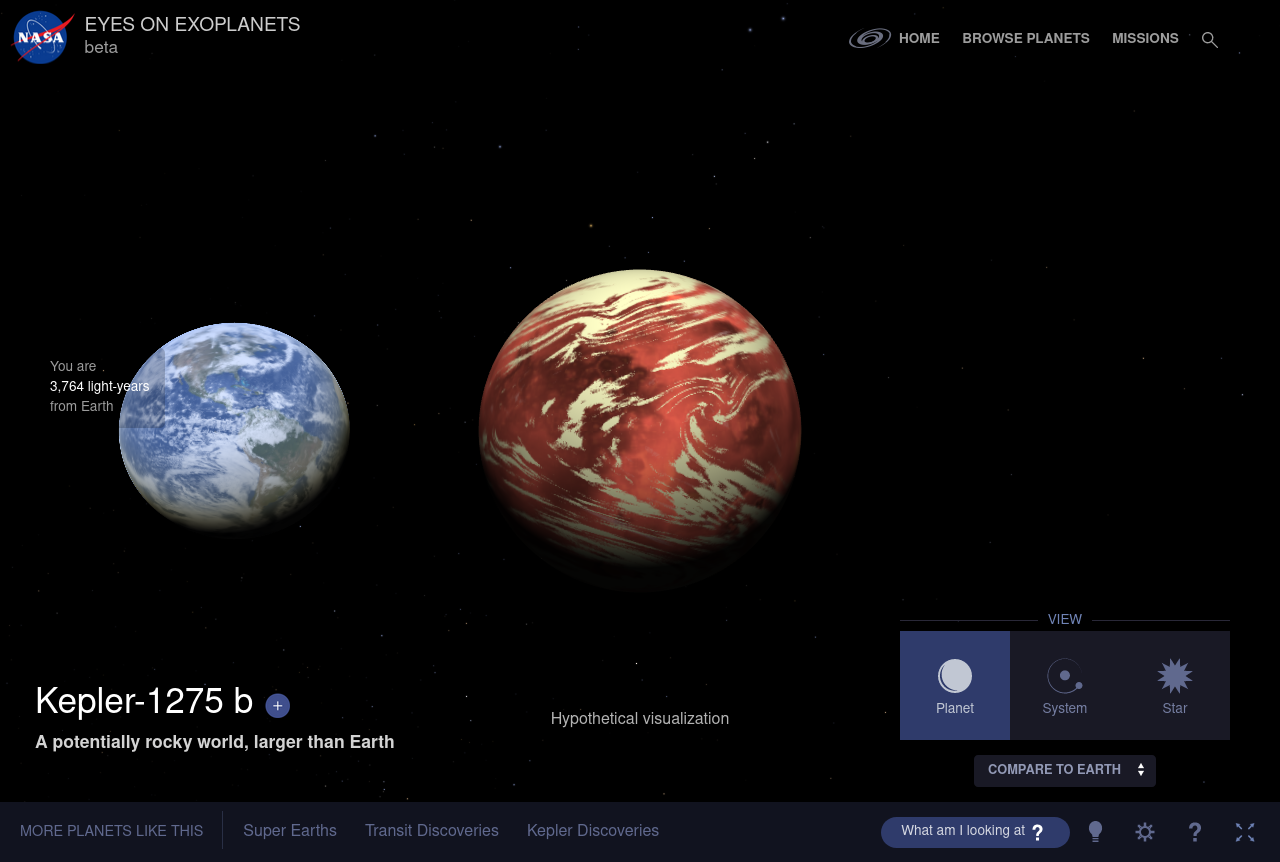 NASA
EYES ON EXOPLANETS
beta
HOME
BROWSE PLANETS
MISSIONS
You are
3,764 light-years
from Earth
Kepler-1275 b +
A potentially rocky world, larger than Earth
Hypothetical visualization
VIEW
Planet
System
Star
COMPARE TO EARTH
MORE PLANETS LIKE THIS
Super Earths
Transit Discoveries
Kepler Discoveries
What am I looking at ?
?